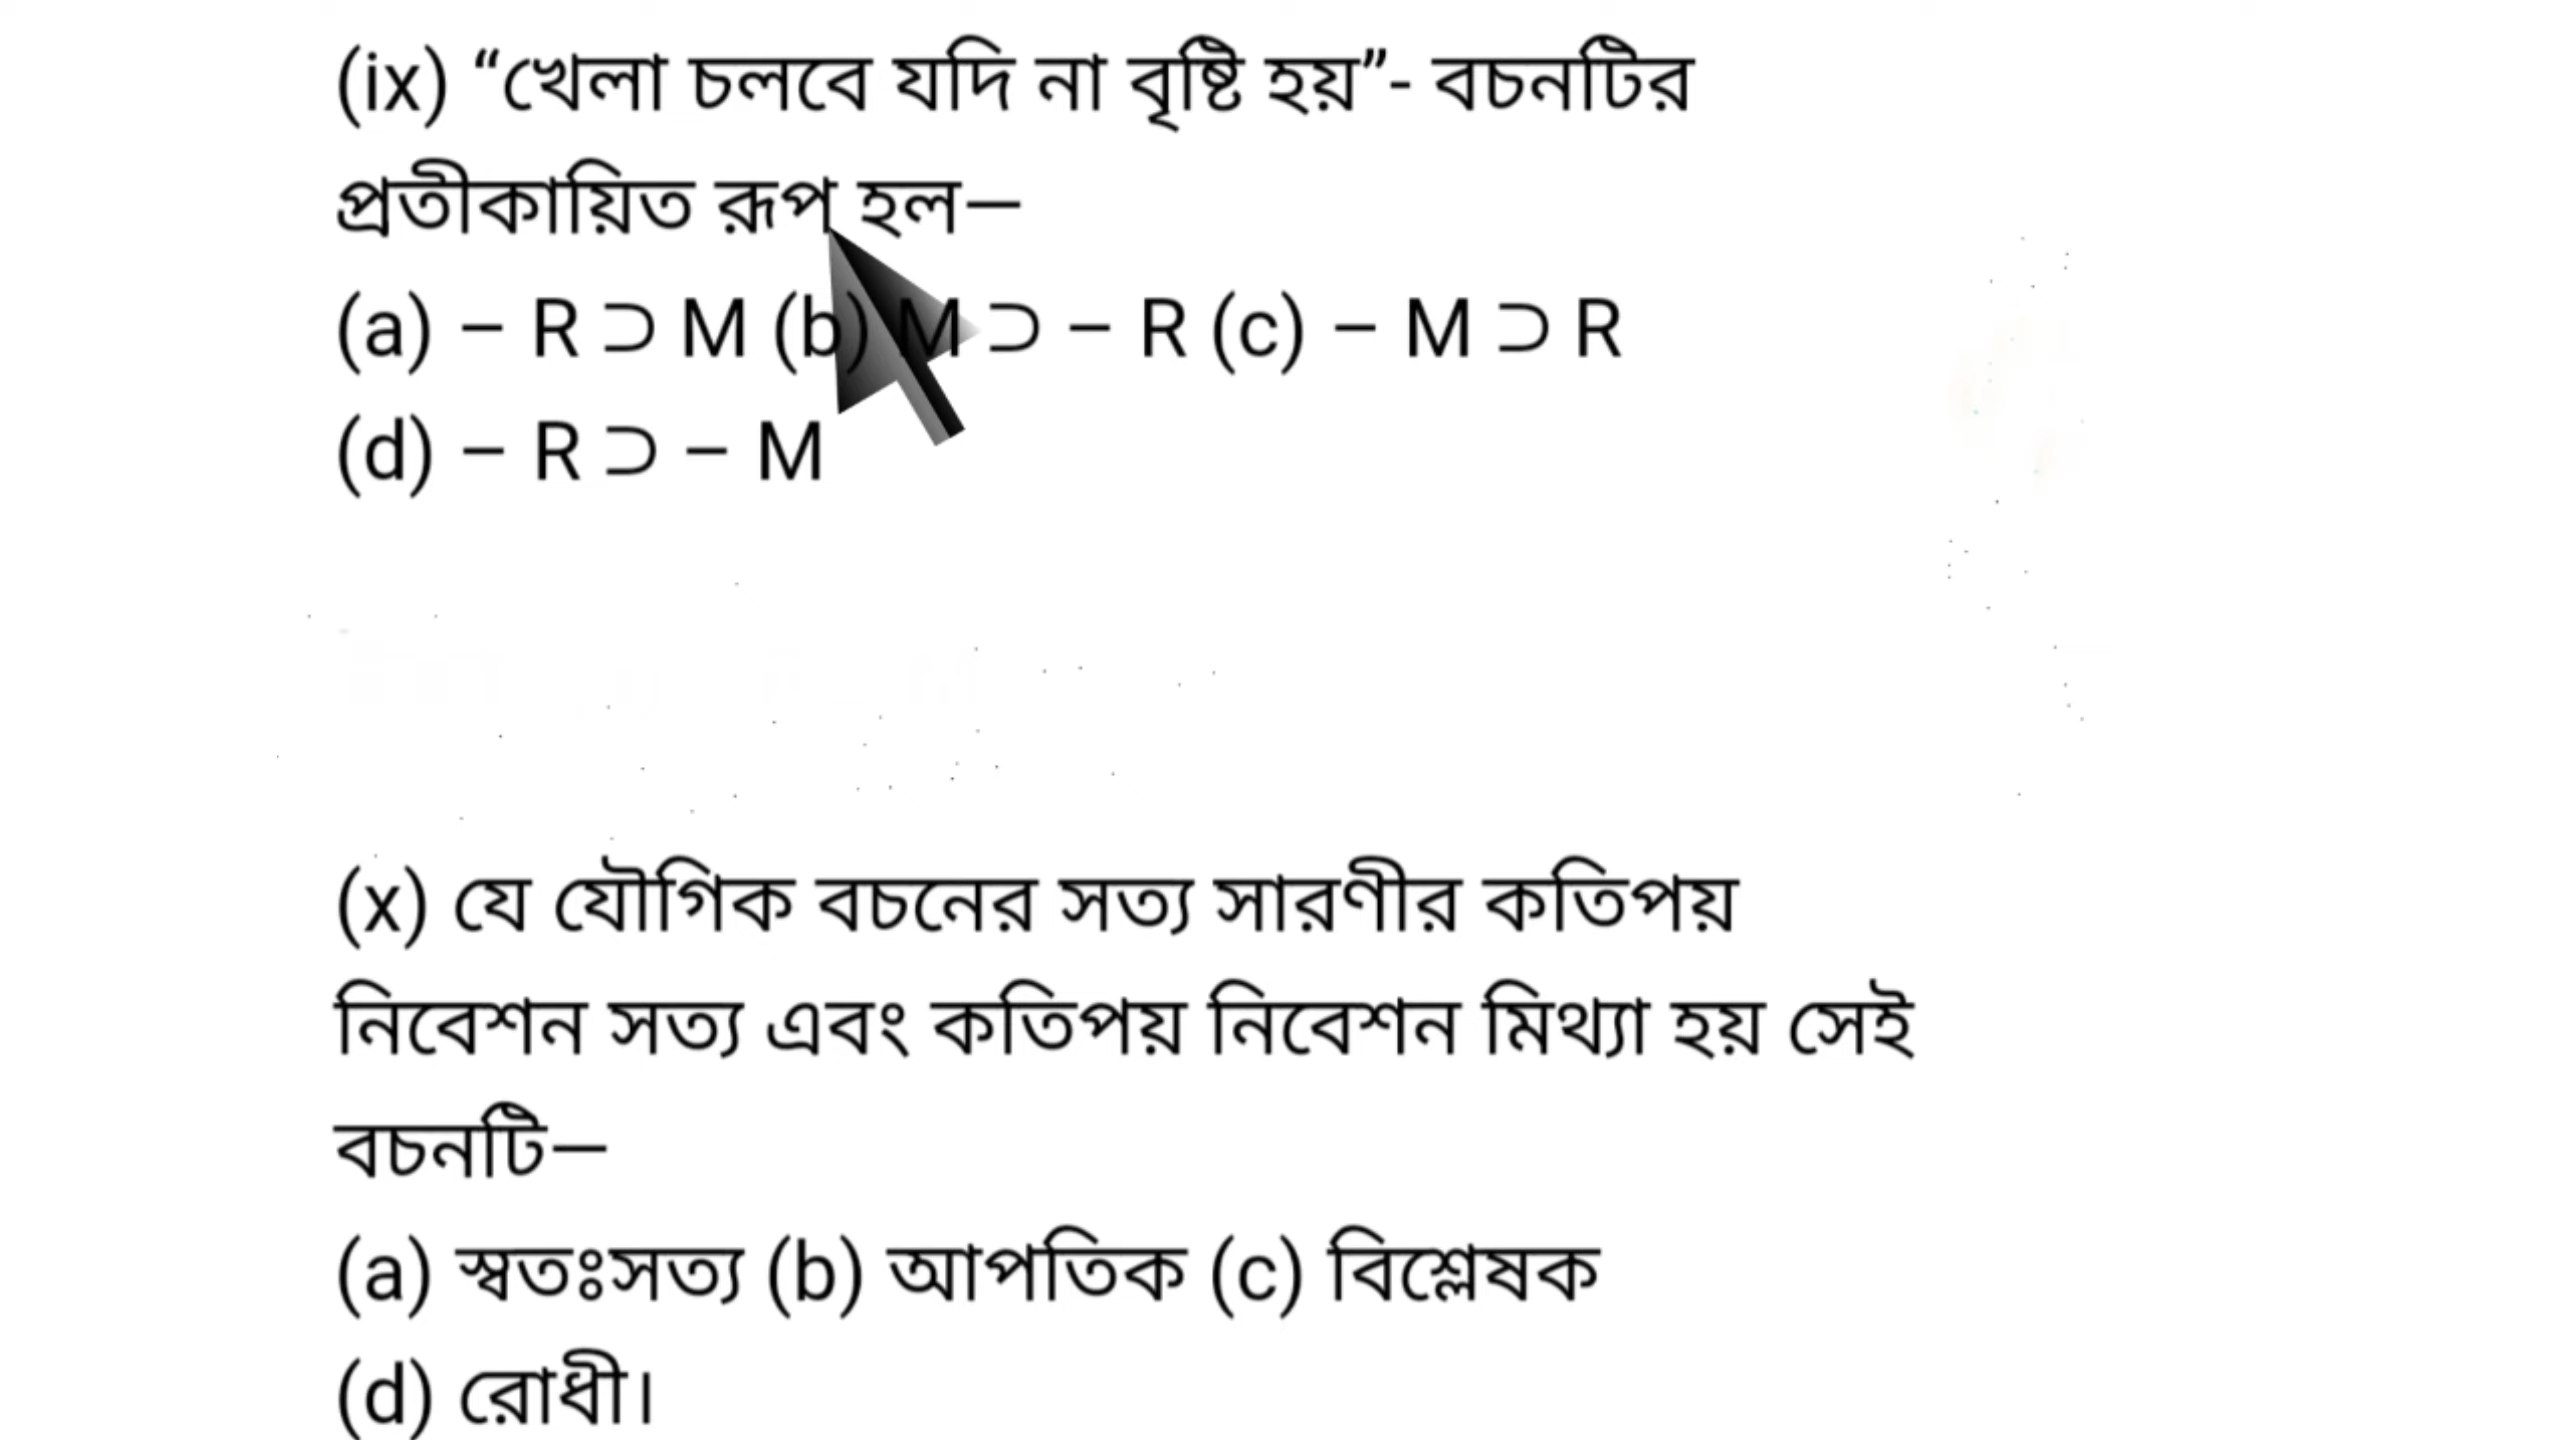 (ix) “খেলা চলবে যদি না বৃষ্টি হয়”- বচনটির
প্রতীকায়িত রূপ হল—
(a) – R ⊃ M (b) M ⊃ – R (c) – M ⊃ R
(d) – R ⊃ – M
(x) যে যৌগিক বচনের সত্য সারণীর কতিপয়
নিবেশন সত্য এবং কতিপয় নিবেশন মিথ্যা হয় সেই
বচনটি—
(a) স্বতঃসত্য (b) আপতিক (c) বিশ্লেষক
(d) রোধী।